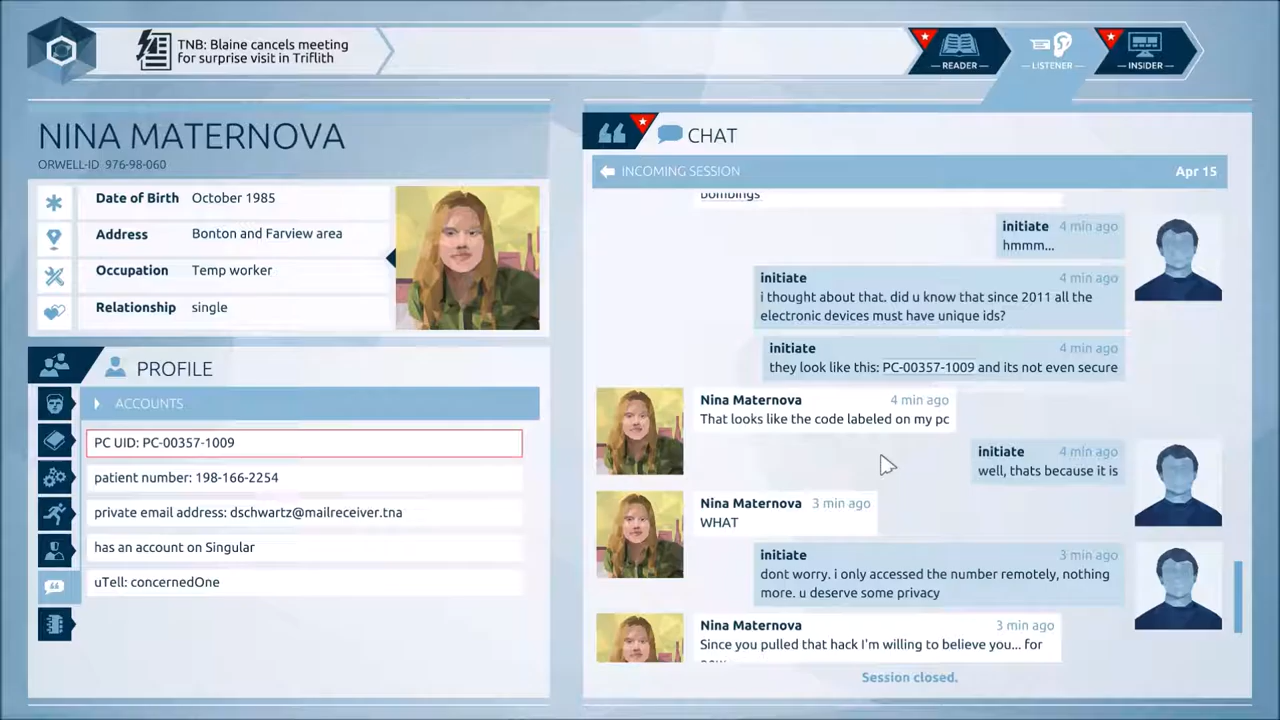 TNB: Blaine cancels meeting
for surprise visit in Triflith
READER
LISTENER
INSIDER
NINA MATERNOVA
ORWELL-ID 976-98-060
Date of Birth October 1985
Address Bonton and Farview area
Occupation Temp worker
Relationship single
PROFILE
ACCOUNTS
PC UID: PC-00357-1009
patient number: 198-166-2254
private email address: dschwartz@mailreceiver.tna
has an account on Singular
uTell: concernedOne
CHAT
INCOMING SESSION Apr 15
bombings
initiate 4 min ago
hmmm...
initiate 4 min ago
i thought about that. did u know that since 2011 all the
electronic devices must have unique ids?
initiate 4 min ago
they look like this: PC-00357-1009 and its not even secure
Nina Maternova 4 min ago
That looks like the code labeled on my pc
initiate 4 min ago
well, thats because it is
Nina Maternova 3 min ago
WHAT
initiate 3 min ago
dont worry. i only accessed the number remotely, nothing
more. u deserve some privacy
Nina Maternova 3 min ago
Since you pulled that hack I'm willing to believe you... for
now...
Session closed.